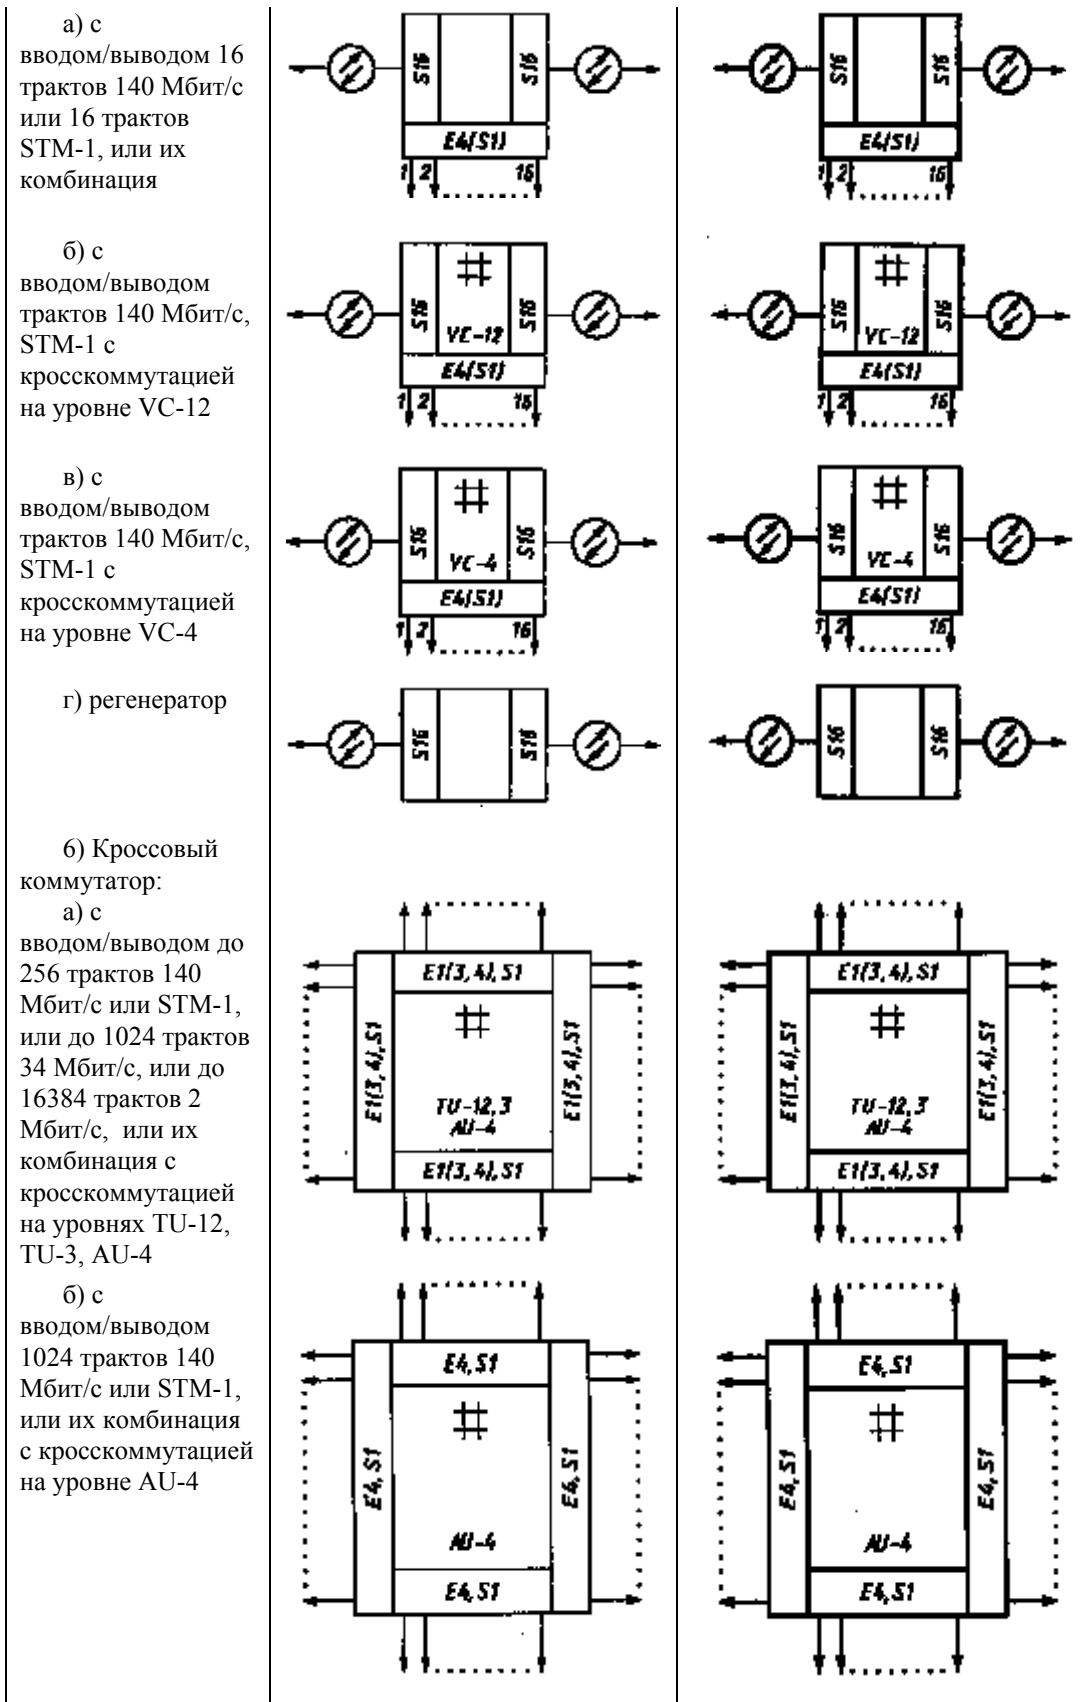 а) с
вводом/выводом 16
трактов 140 Мбит/с
или 16 трактов
STM-1, или их
комбинация
S16 S16
E4(S1)
1 2 16
S16 S16
E4(S1)
1 2 16
б) с
вводом/выводом
трактов 140 Мбит/с,
STM-1 с
кросскоммутацией
на уровне VC-12
S16 VC-12 S16
E4(S1)
1 2 16
S16 VC-12 S16
E4(S1)
1 2 16
в) с
вводом/выводом
трактов 140 Мбит/с,
STM-1 с
кросскоммутацией
на уровне VC-4
S16 VC-4 S16
E4(S1)
1 2 16
S16 VC-4 S16
E4(S1)
1 2 16
г) регенератор
S16 S16
S16 S16
6) Кроссовый
коммутатор:
а) с
вводом/выводом до
256 трактов 140
Мбит/с или STM-1,
или до 1024 трактов
34 Мбит/с, или до
16384 трактов 2
Мбит/с, или их
комбинация с
кросскоммутацией
на уровнях TU-12,
TU-3, AU-4
E1(3,4),S1
E1(3,4),S1
TU-12,3
AU-4
E1(3,4),S1
E1(3,4),S1
E1(3,4),S1
E1(3,4),S1
TU-12,3
AU-4
E1(3,4),S1
E1(3,4),S1
б) с
вводом/выводом
1024 трактов 140
Мбит/с или STM-1,
или их комбинация
с кросскоммутацией
на уровне AU-4
E4,S1
E4,S1
AU-4
E4,S1
E4,S1
E4,S1
E4,S1
AU-4
E4,S1
E4,S1